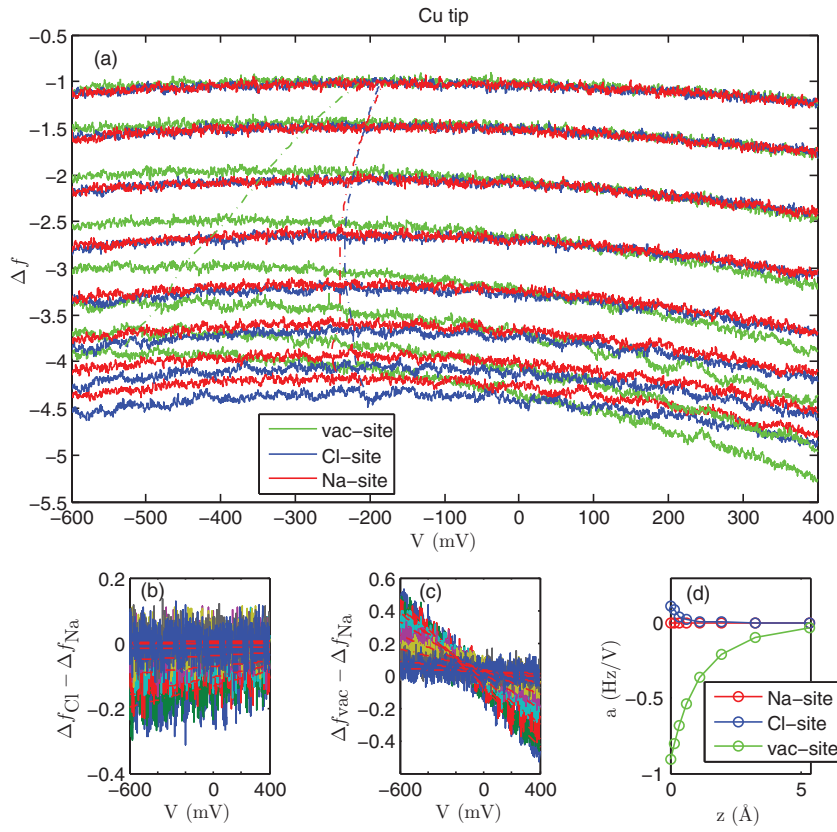 Cu tip
(a)
−0.5
−1
−1.5
−2
−2.5
−3
−3.5
−4
−4.5
−5
−5.5
Δf
vac−site
Cl−site
Na−site
−600 −500 −400 −300 −200 −100 0 100 200 300 400
V (mV)
(b)
0.2
0
−0.2
−0.4
Δf_Cl − Δf_Na
−600 0 400
V (mV)
(c)
0.6
0.4
0.2
0
−0.2
−0.4
Δf_vac − Δf_Na
−600 0 400
V (mV)
(d)
0
−0.5
−1
a (Hz/V)
Na−site
Cl−site
vac−site
0 5
z (Å)